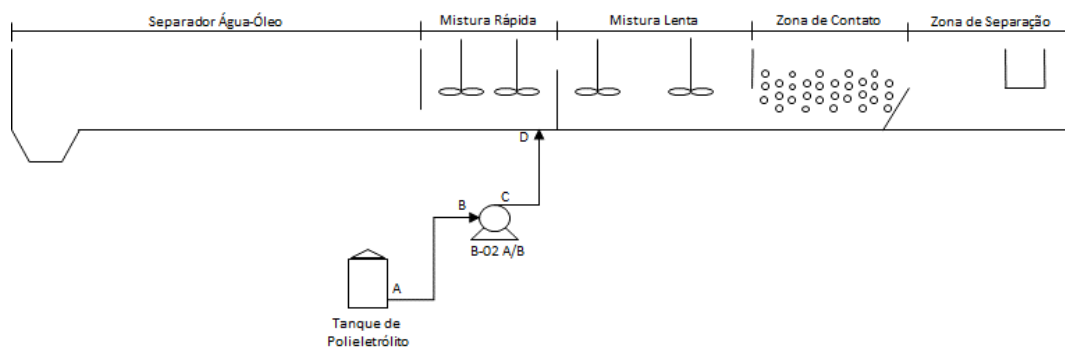 Separador Água-Óleo
Mistura Rápida
Mistura Lenta
Zona de Contato
Zona de Separação
D
C
B
B-02 A/B
A
Tanque de
Polieletrólito